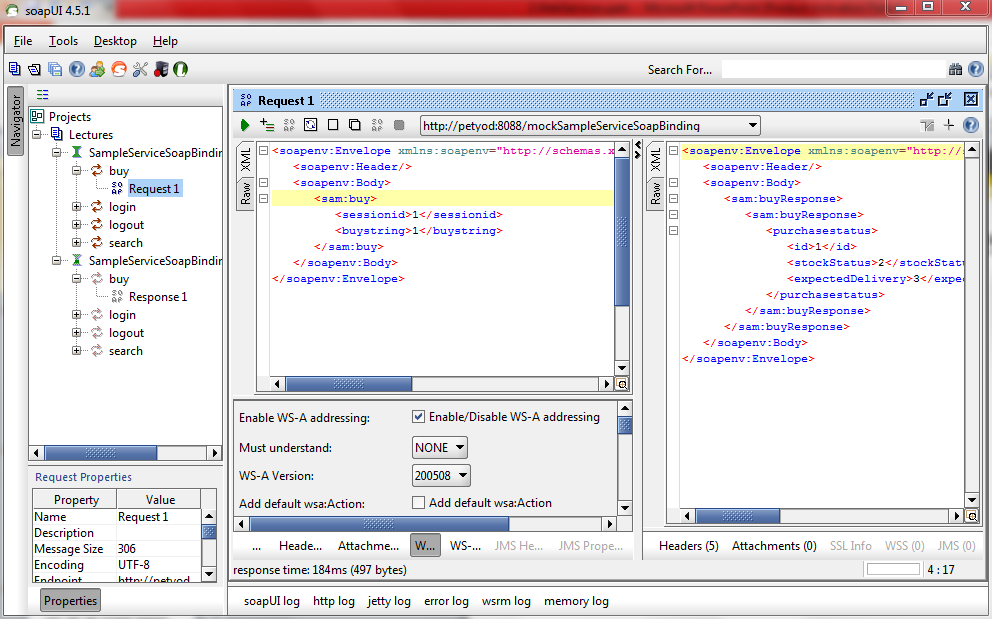 soapUI 4.5.1
File Tools Desktop Help
Search For...
Navigator
Projects
Lectures
SampleServiceSoapBindin
buy
Request 1
login
logout
search
SampleServiceSoapBindin
buy
Response 1
login
logout
search
Request Properties
Property Value
Name Request 1
Description
Message Size 306
Encoding UTF-8
Endpoint http://petyod
Properties
Request 1
http://petyod:8088/mockSampleServiceSoapBinding
XML
Raw
<soapenv:Envelope xmlns:soapenv="http://schemas.x
<soapenv:Header/>
<soapenv:Body>
<sam:buy>
<sessionid>1</sessionid>
<buystring>1</buystring>
</sam:buy>
</soapenv:Body>
</soapenv:Envelope>
XML
Raw
<soapenv:Envelope xmlns:soapenv="http://
<soapenv:Header/>
<soapenv:Body>
<sam:buyResponse>
<sam:buyResponse>
<purchasestatus>
<id>1</id>
<stockStatus>2</stockStatu
<expectedDelivery>3</expec
</purchasestatus>
</sam:buyResponse>
</sam:buyResponse>
</soapenv:Body>
</soapenv:Envelope>
Enable WS-A addressing: Enable/Disable WS-A addressing
Must understand: NONE
WS-A Version: 200508
Add default wsa:Action: Add default wsa:Action
... Heade... Attachme... W... WS-... JMS He... JMS Prope...
Headers (5) Attachments (0) SSL Info WSS (0) JMS (0)
response time: 184ms (497 bytes)
4 : 17
soapUI log http log jetty log error log wsrm log memory log